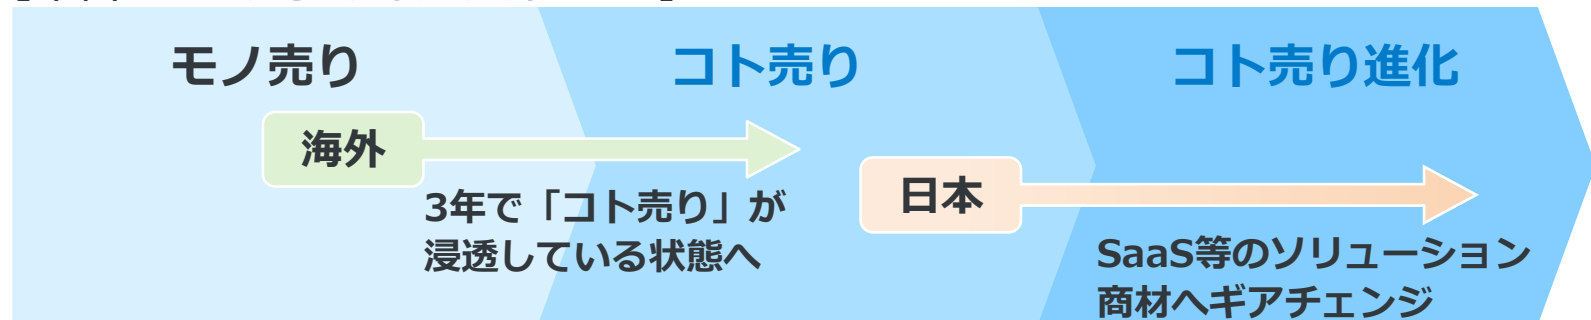 モノ売り
コト売り
コト売り進化
海外
3年で「コト売り」が
浸透している状態へ
日本
SaaS等のソリューション
商材へギアチェンジ